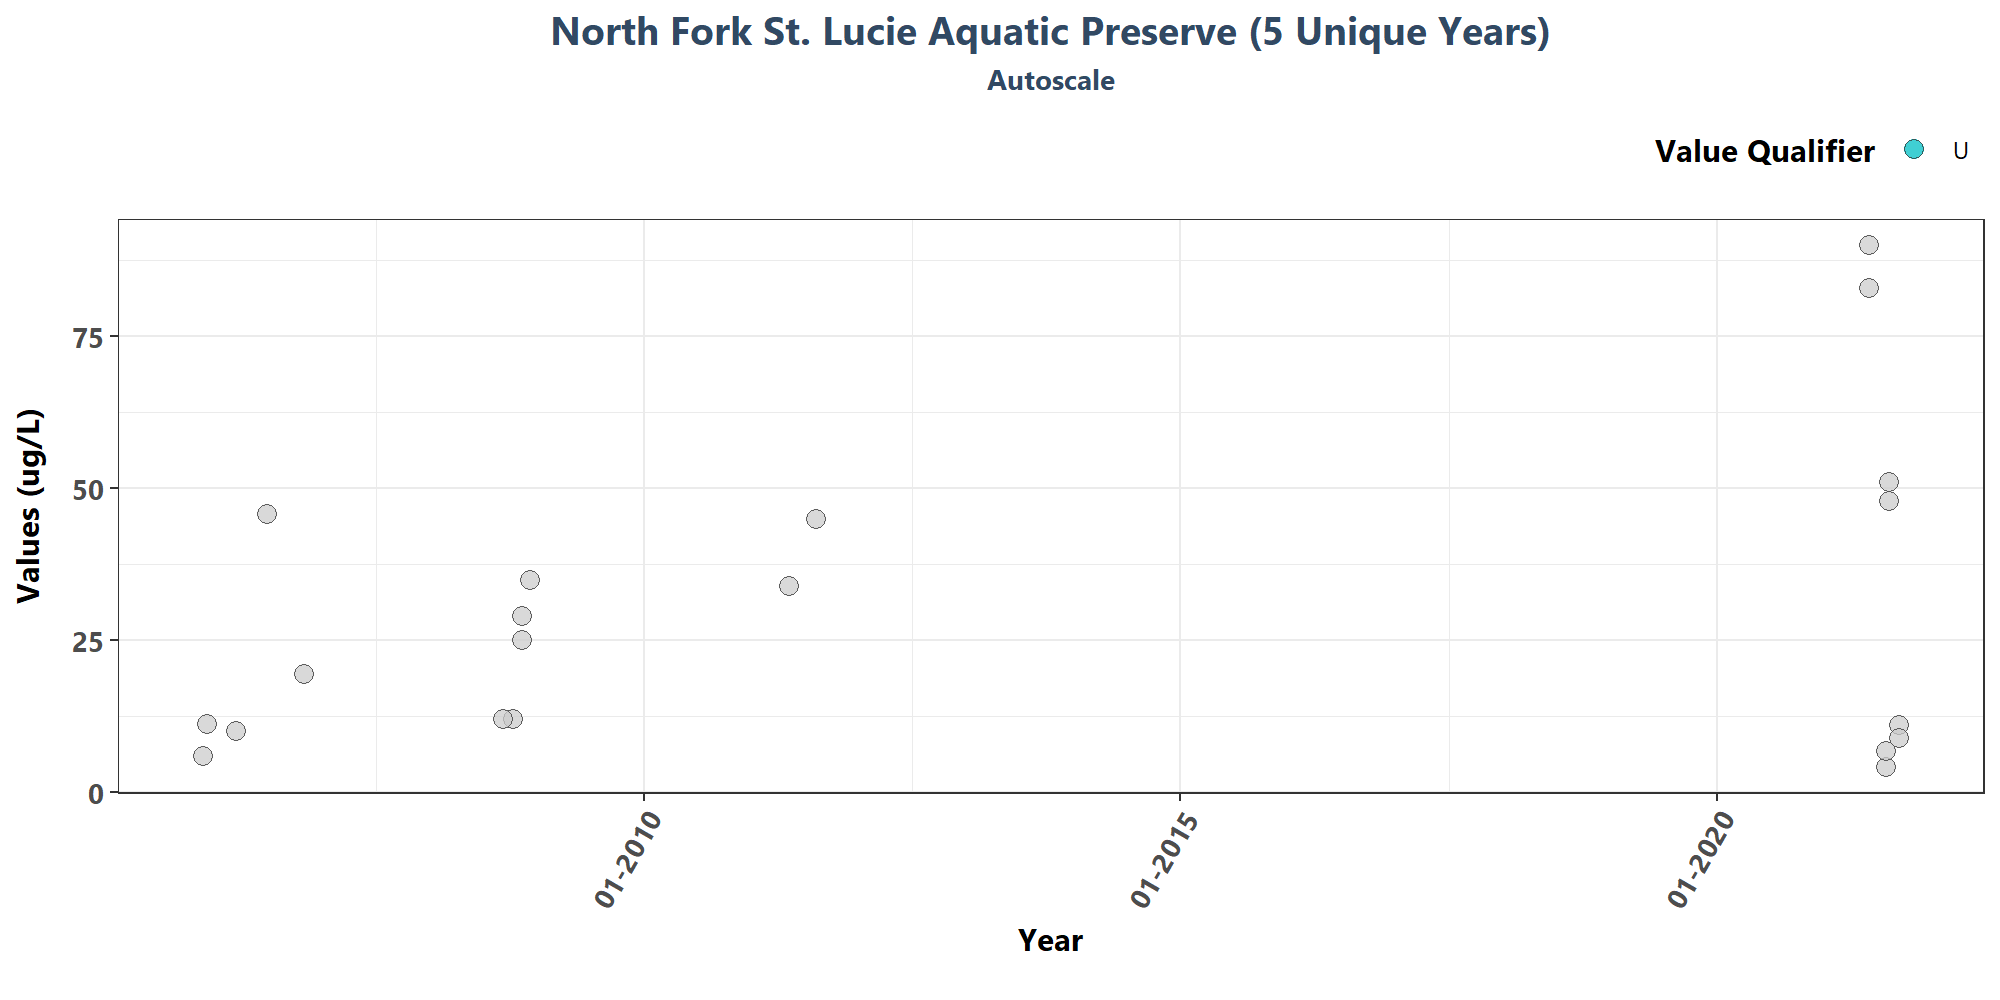 North Fork St. Lucie Aquatic Preserve (5 Unique Years)
Autoscale
Value Qualifier U
Values (ug/L)
75
50
25
0
01-2010
01-2015
01-2020
Year